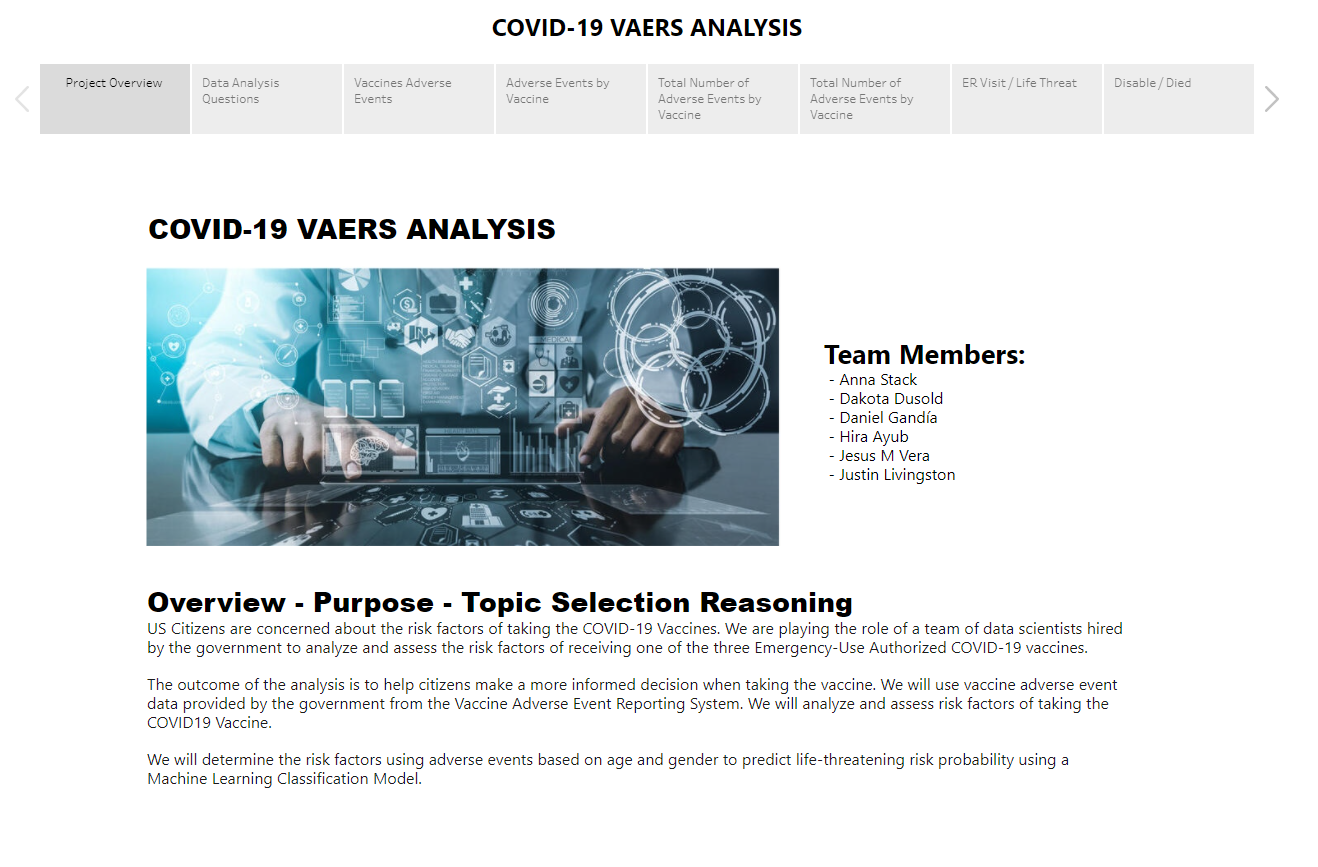 COVID-19 VAERS ANALYSIS
Project Overview
Data Analysis
Questions
Vaccines Adverse
Events
Adverse Events by
Vaccine
Total Number of
Adverse Events by
Vaccine
Total Number of
Adverse Events by
Vaccine
ER Visit / Life Threat
Disable / Died
COVID-19 VAERS ANALYSIS
MEDICAL
Team Members:
- Anna Stack
- Dakota Dusold
- Daniel Gandía
- Hira Ayub
- Jesus M Vera
- Justin Livingston
Overview - Purpose - Topic Selection Reasoning
US Citizens are concerned about the risk factors of taking the COVID-19 Vaccines. We are playing the role of a team of data scientists hired
by the government to analyze and assess the risk factors of receiving one of the three Emergency-Use Authorized COVID-19 vaccines.
The outcome of the analysis is to help citizens make a more informed decision when taking the vaccine. We will use vaccine adverse event
data provided by the government from the Vaccine Adverse Event Reporting System. We will analyze and assess risk factors of taking the
COVID19 Vaccine.
We will determine the risk factors using adverse events based on age and gender to predict life-threatening risk probability using a
Machine Learning Classification Model.